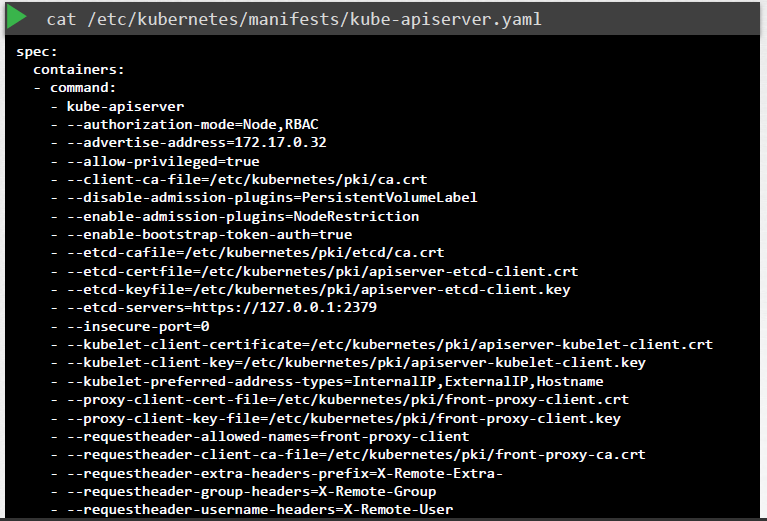 cat /etc/kubernetes/manifests/kube-apiserver.yaml
spec:
  containers:
  - command:
    - kube-apiserver
    - --authorization-mode=Node,RBAC
    - --advertise-address=172.17.0.32
    - --allow-privileged=true
    - --client-ca-file=/etc/kubernetes/pki/ca.crt
    - --disable-admission-plugins=PersistentVolumeLabel
    - --enable-admission-plugins=NodeRestriction
    - --enable-bootstrap-token-auth=true
    - --etcd-cafile=/etc/kubernetes/pki/etcd/ca.crt
    - --etcd-certfile=/etc/kubernetes/pki/apiserver-etcd-client.crt
    - --etcd-keyfile=/etc/kubernetes/pki/apiserver-etcd-client.key
    - --etcd-servers=https://127.0.0.1:2379
    - --insecure-port=0
    - --kubelet-client-certificate=/etc/kubernetes/pki/apiserver-kubelet-client.crt
    - --kubelet-client-key=/etc/kubernetes/pki/apiserver-kubelet-client.key
    - --kubelet-preferred-address-types=InternalIP,ExternalIP,Hostname
    - --proxy-client-cert-file=/etc/kubernetes/pki/front-proxy-client.crt
    - --proxy-client-key-file=/etc/kubernetes/pki/front-proxy-client.key
    - --requestheader-allowed-names=front-proxy-client
    - --requestheader-client-ca-file=/etc/kubernetes/pki/front-proxy-ca.crt
    - --requestheader-extra-headers-prefix=X-Remote-Extra-
    - --requestheader-group-headers=X-Remote-Group
    - --requestheader-username-headers=X-Remote-User